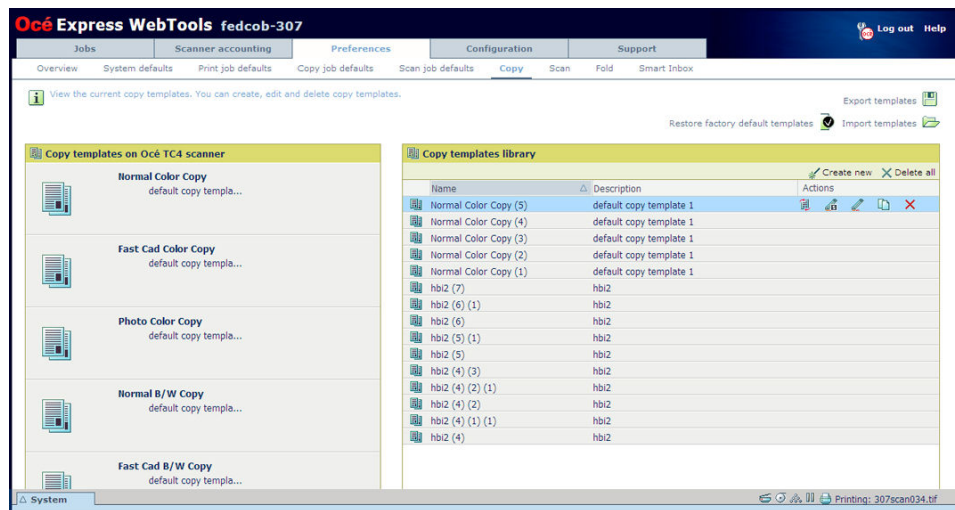 Océ Express WebTools fedcob-307
Log out Help
Jobs Scanner accounting Preferences Configuration Support
Overview System defaults Print job defaults Copy job defaults Scan job defaults Copy Scan Fold Smart Inbox
View the current copy templates. You can create, edit and delete copy templates.
Export templates
Restore factory default templates Import templates
Copy templates on Océ TC4 scanner
Normal Color Copy
default copy templa...
Fast Cad Color Copy
default copy templa...
Photo Color Copy
default copy templa...
Normal B/W Copy
default copy templa...
Fast Cad B/W Copy
default copy templa...
Copy templates library
Create new Delete all
Name Description Actions
Normal Color Copy (5) default copy template 1
Normal Color Copy (4) default copy template 1
Normal Color Copy (3) default copy template 1
Normal Color Copy (2) default copy template 1
Normal Color Copy (1) default copy template 1
hbi2 (7) hbi2
hbi2 (6) (1) hbi2
hbi2 (6) hbi2
hbi2 (5) (1) hbi2
hbi2 (5) hbi2
hbi2 (4) (3) hbi2
hbi2 (4) (2) (1) hbi2
hbi2 (4) (2) hbi2
hbi2 (4) (1) (1) hbi2
hbi2 (4) hbi2
System
Printing: 307scan034.tif